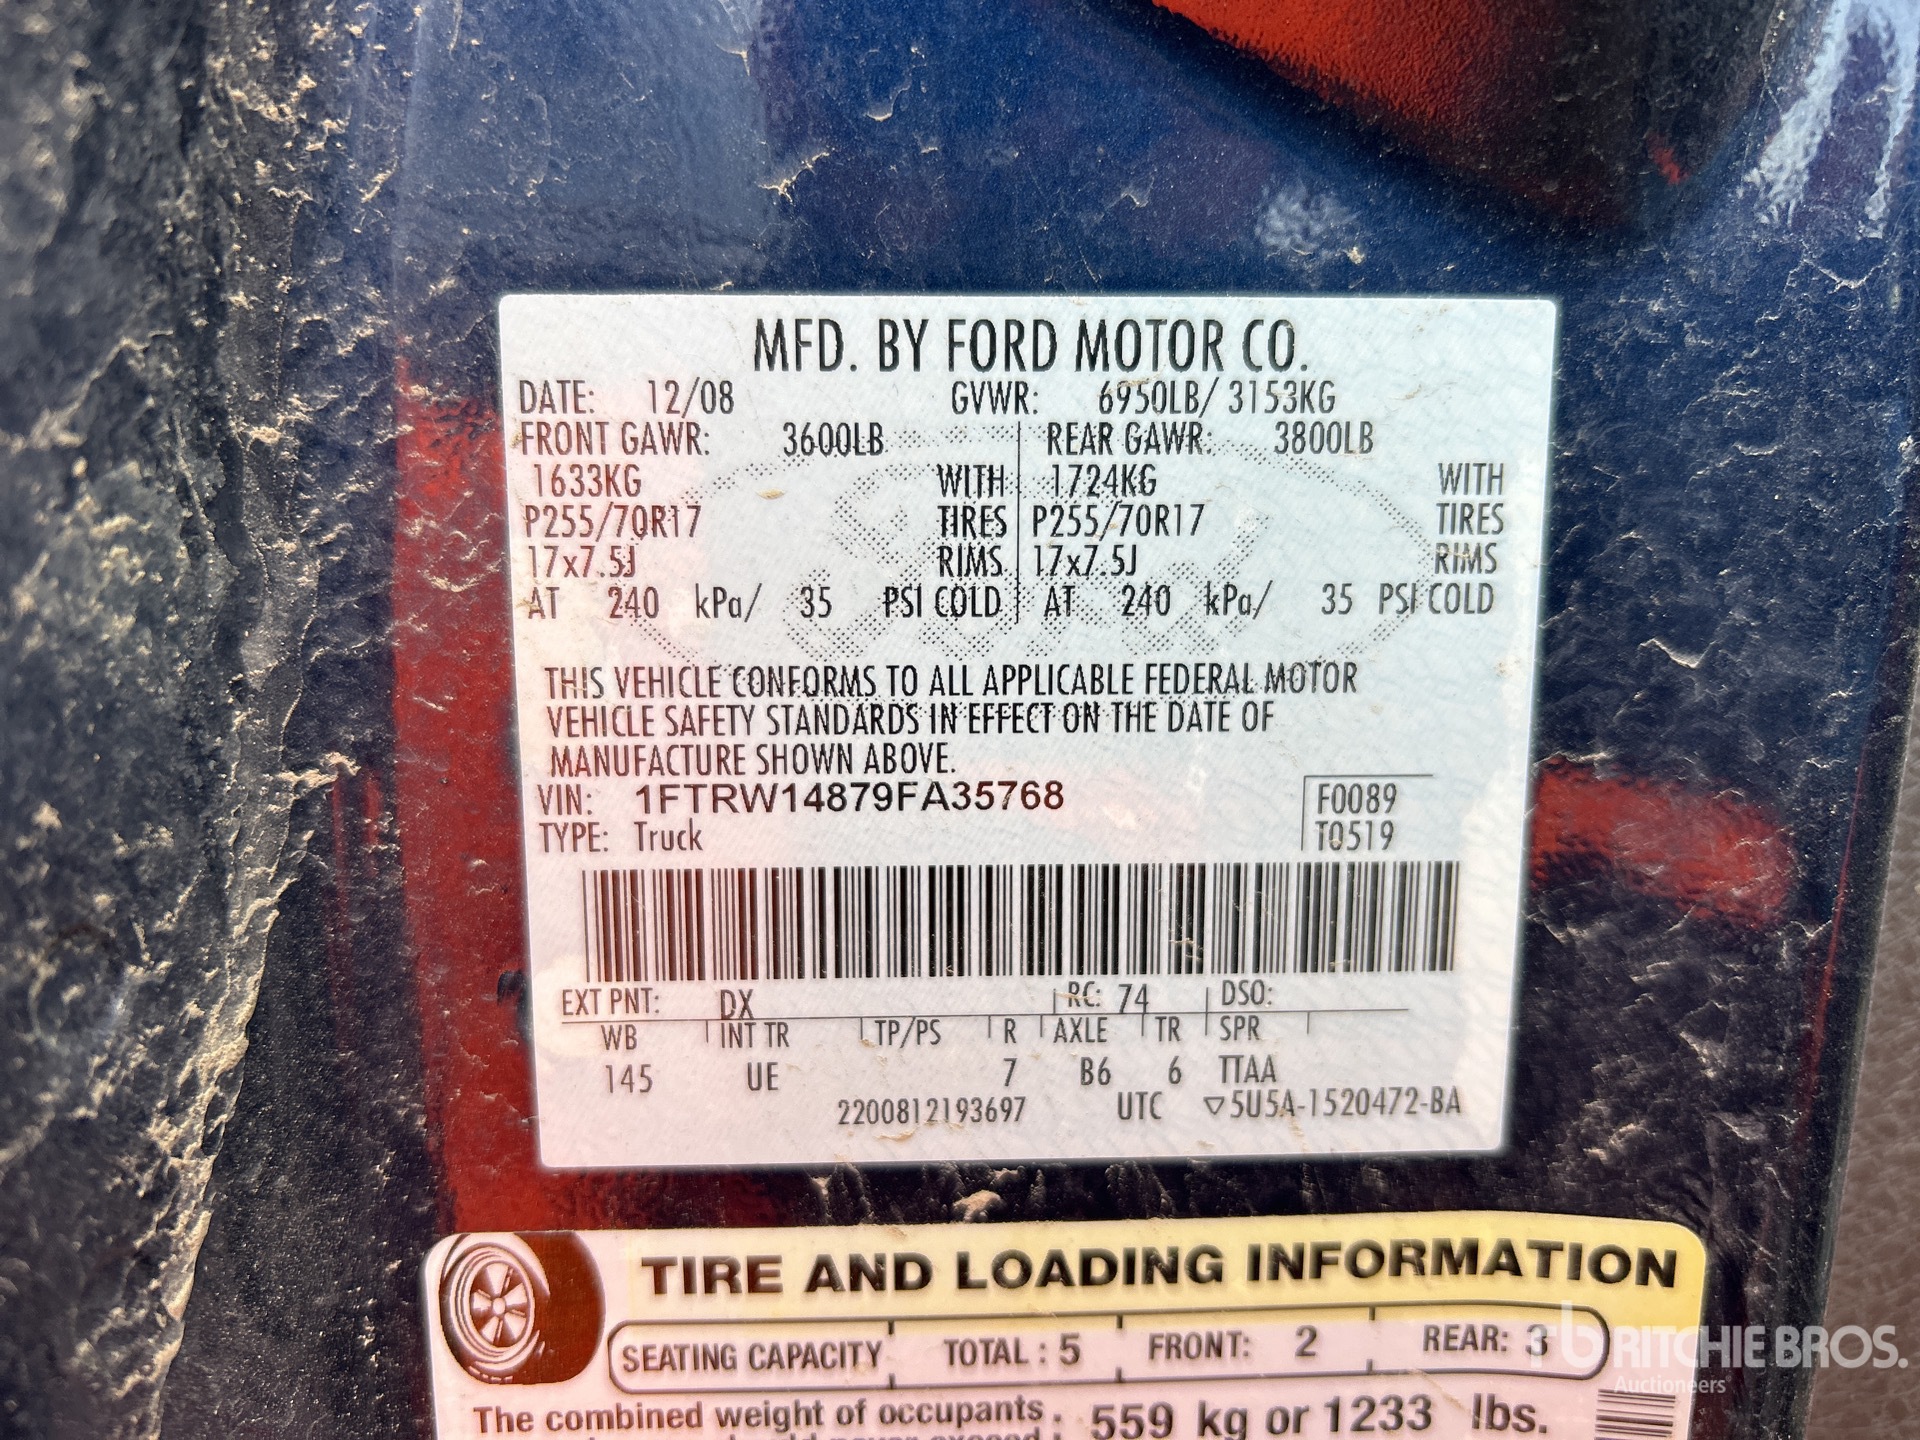 MFD. BY FORD MOTOR CO.
DATE: 12/08 GVWR: 6950LB/ 3153KG
FRONT GAWR: 3600LB REAR GAWR: 3800LB
1633KG WITH 1724KG WITH
P255/70R17 TIRES P255/70R17 TIRES
17x7.5J RIMS 17x7.5J RIMS
AT 240 kPa/ 35 PSI COLD AT 240 kPa/ 35 PSI COLD
THIS VEHICLE CONFORMS TO ALL APPLICABLE FEDERAL MOTOR
VEHICLE SAFETY STANDARDS IN EFFECT ON THE DATE OF
MANUFACTURE SHOWN ABOVE.
VIN: 1FTRW14879FA35768 F0089
TYPE: Truck T0519
EXT PNT: DX RC: 74 DSO:
WB INT TR TP/PS R AXLE TR SPR
145 UE 7 B6 6 TTAA
2200812193697 UTC ▽5U5A-1520472-BA
TIRE AND LOADING INFORMATION
SEATING CAPACITY TOTAL : 5 FRONT: 2 REAR: 3
The combined weight of occupants 559 kg or 1233 lbs.
RITCHIE BROS.
Auctioneers